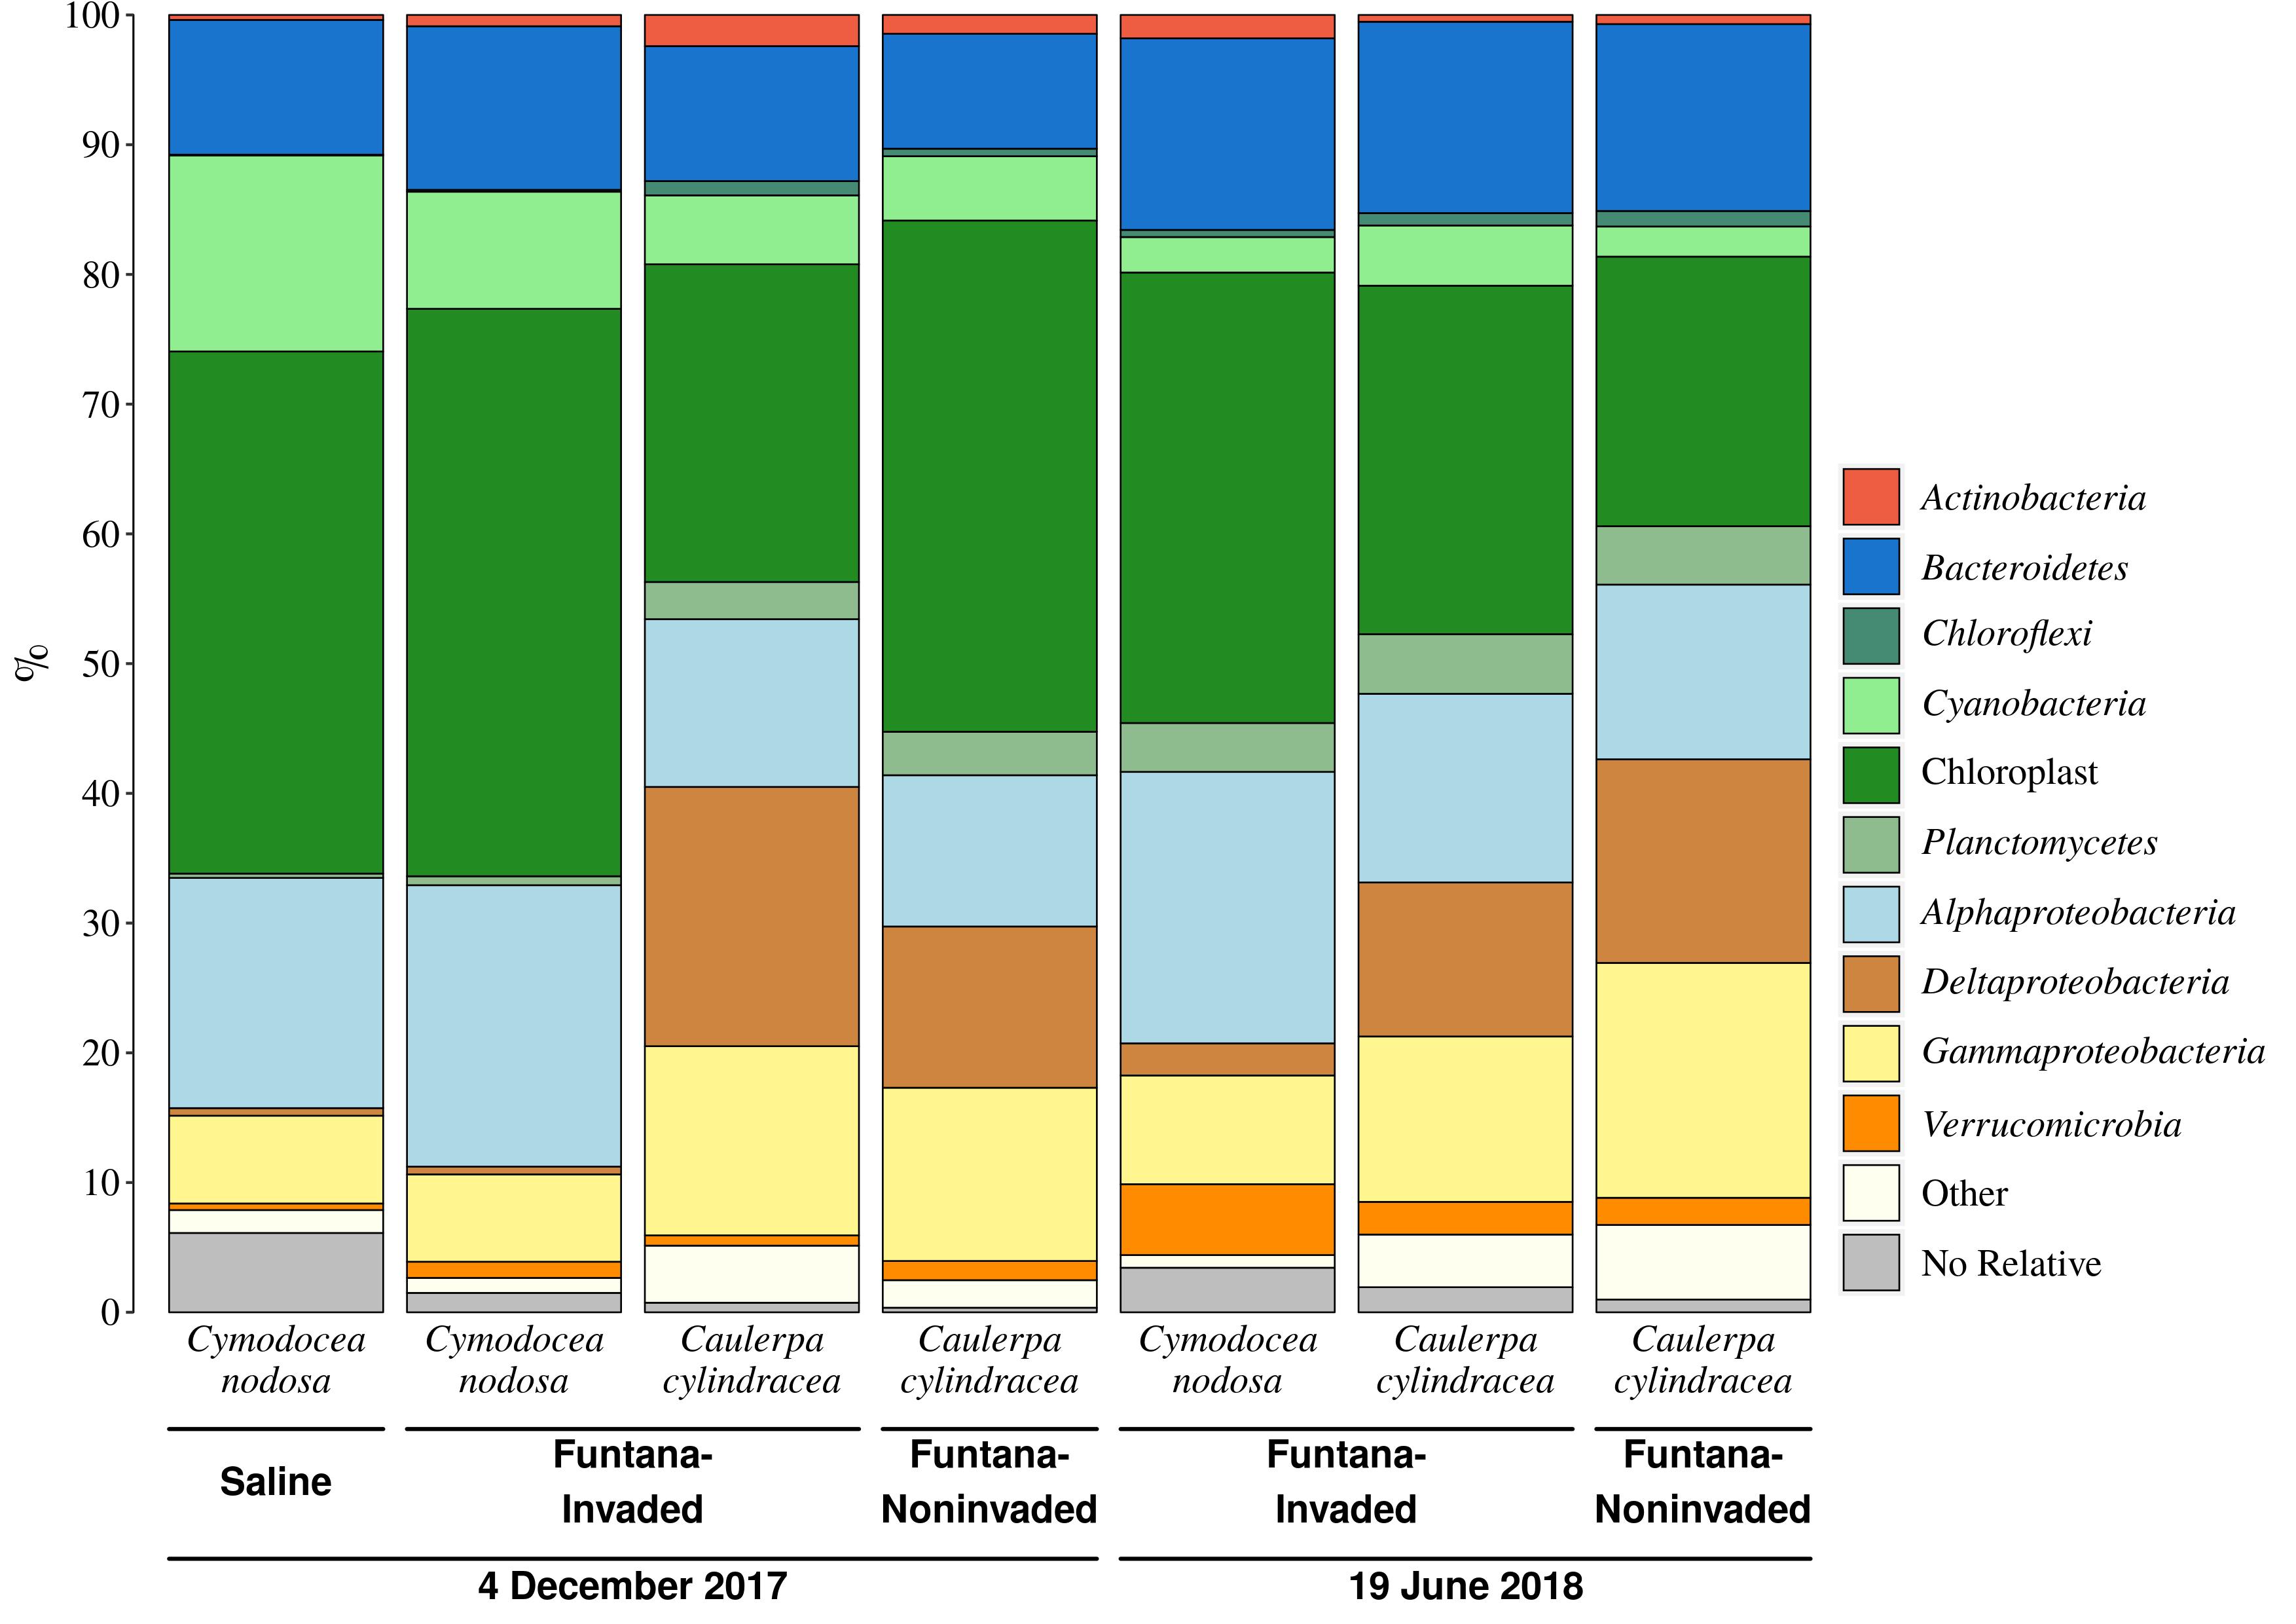 100
90
80
70
60
50
40
30
20
10
0
%
Actinobacteria
Bacteroidetes
Chloroflexi
Cyanobacteria
Chloroplast
Planctomycetes
Alphaproteobacteria
Deltaproteobacteria
Gammaproteobacteria
Verrucomicrobia
Other
No Relative
Cymodocea nodosa
Cymodocea nodosa
Caulerpa cylindracea
Caulerpa cylindracea
Cymodocea nodosa
Caulerpa cylindracea
Caulerpa cylindracea
Saline
Funtana-
Invaded
Funtana-
Noninvaded
Funtana-
Invaded
Funtana-
Noninvaded
4 December 2017
19 June 2018